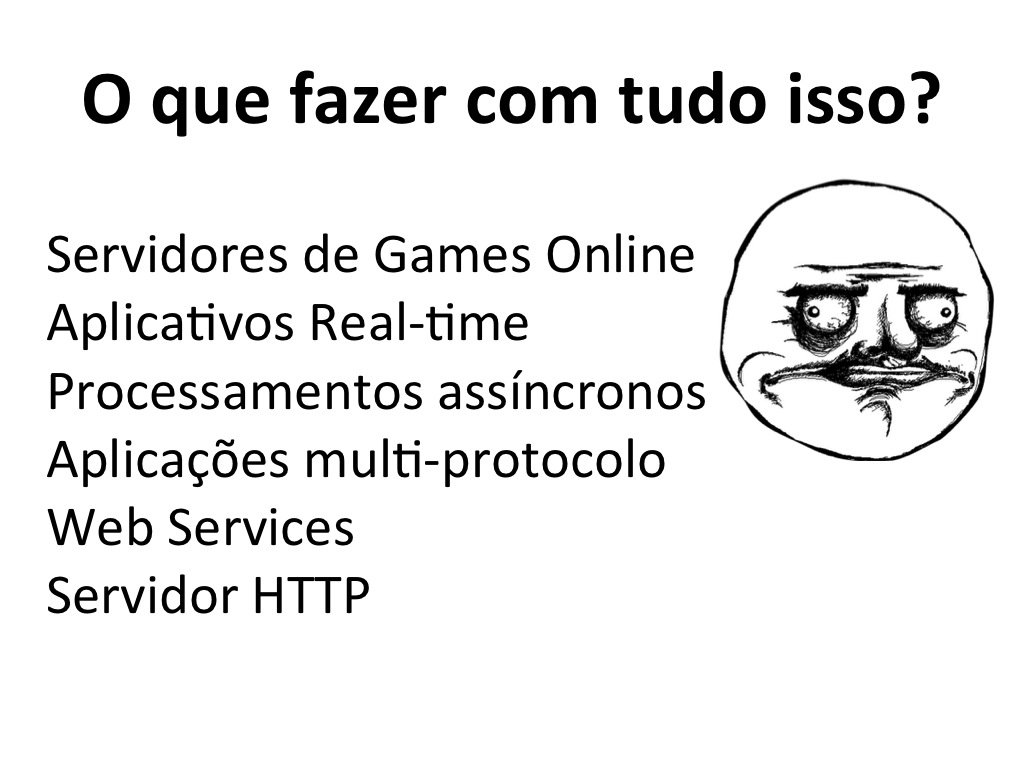 O que fazer com tudo isso?
Servidores de Games Online
Aplicativos Real-time
Processamentos assíncronos
Aplicações multi-protocolo
Web Services
Servidor HTTP